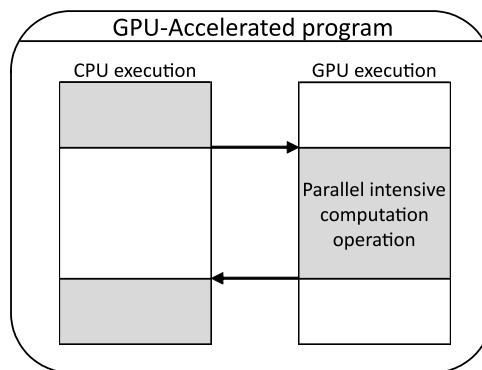 GPU-Accelerated program
CPU execution
GPU execution
Parallel intensive
computation
operation